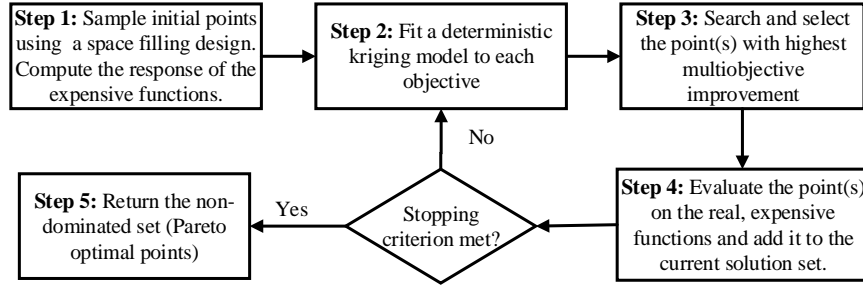 Step 1: Sample initial points
using a space filling design.
Compute the response of the
expensive functions.
Step 2: Fit a deterministic
kriging model to each
objective
Step 3: Search and select
the point(s) with highest
multiobjective
improvement
Step 4: Evaluate the point(s)
on the real, expensive
functions and add it to the
current solution set.
Stopping
criterion met?
No
Yes
Step 5: Return the non-
dominated set (Pareto
optimal points)